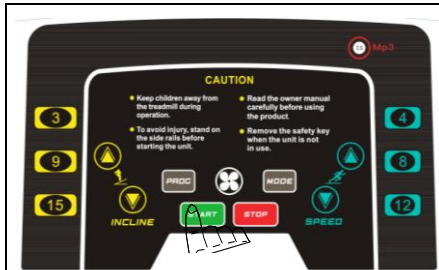 Mp3
CAUTION
Keep children away from
the treadmill during
operation.
To avoid injury, stand on
the side rails before
starting the unit.
Read the owner manual
carefully before using
the product.
Remove the safety key
when the unit is not
in use.
3
9
15
4
8
12
PROG
MODE
START
STOP
INCLINE
SPEED